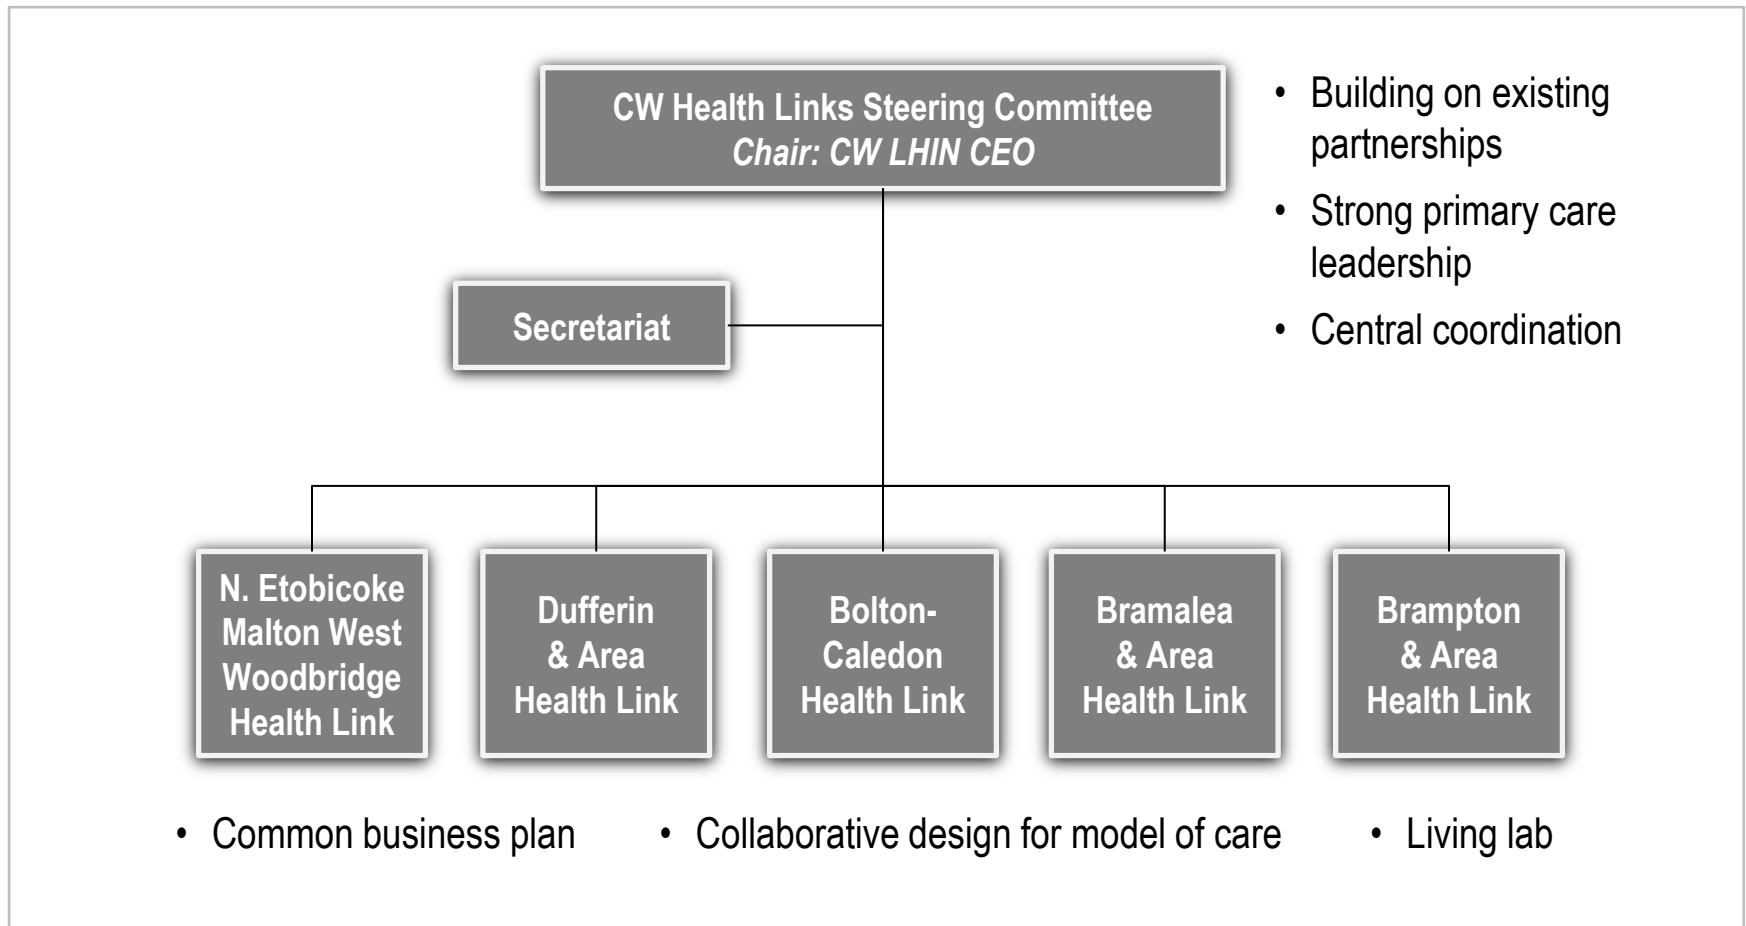 CW Health Links Steering Committee
Chair: CW LHIN CEO
• Building on existing
partnerships
• Strong primary care
leadership
• Central coordination
Secretariat
N. Etobicoke
Malton West
Woodbridge
Health Link
Dufferin
& Area
Health Link
Bolton-
Caledon
Health Link
Bramalea
& Area
Health Link
Brampton
& Area
Health Link
• Common business plan
• Collaborative design for model of care
• Living lab